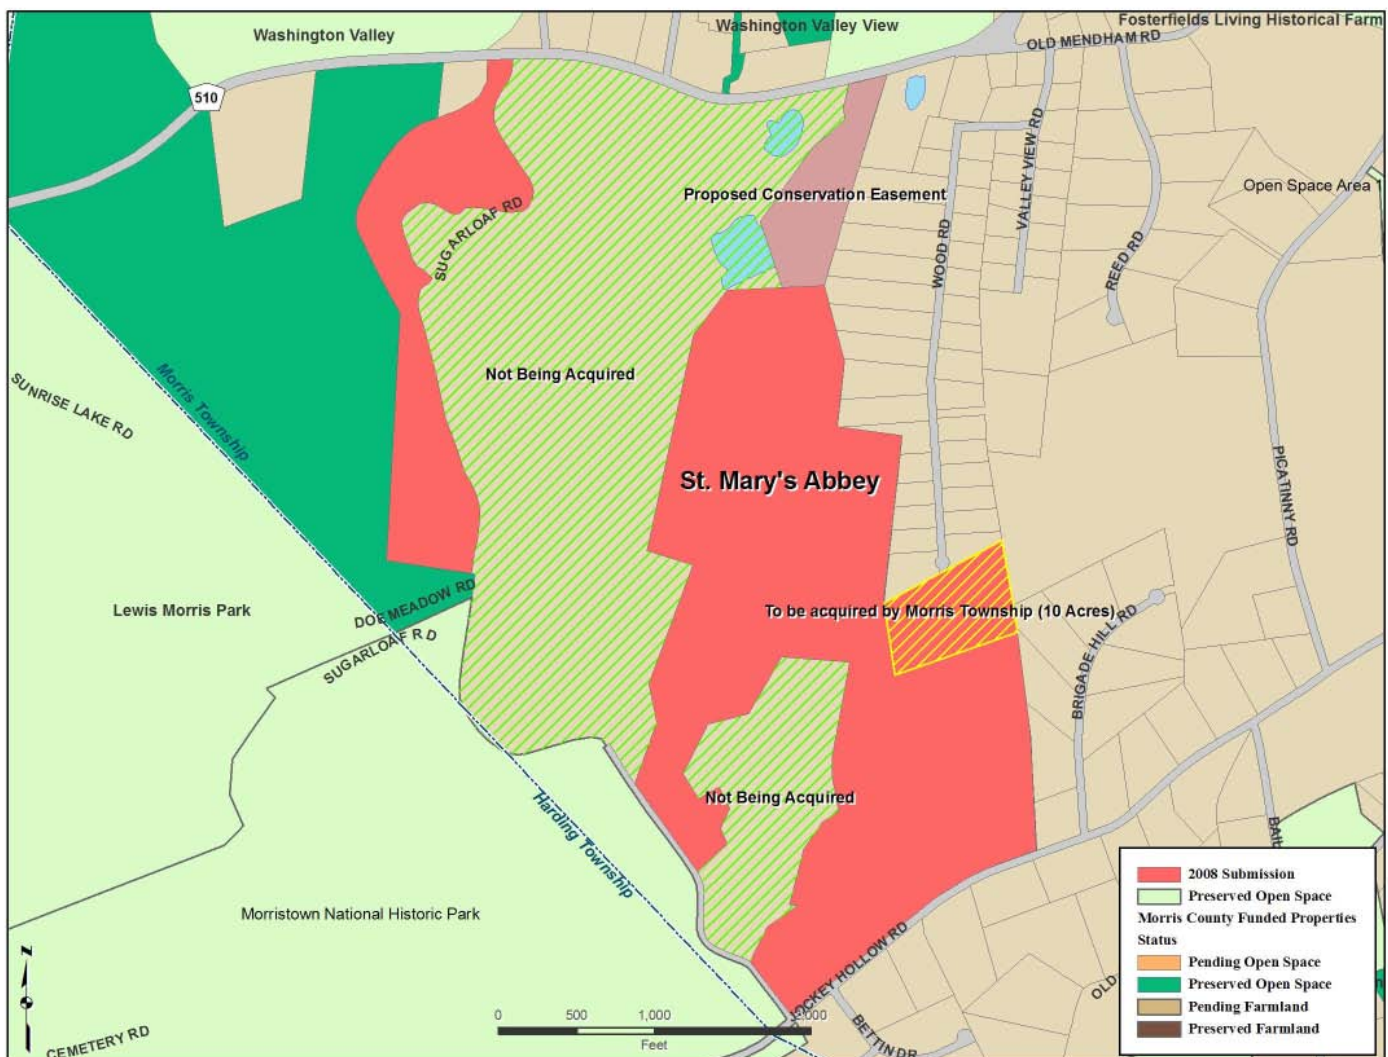 Fosterfields Living Historical Farm
Washington Valley View
Washington Valley
OLD MENDHAM RD
510
VALLEY VIEW RD
Open Space Area 1
Proposed Conservation Easement
SUGARLOAF RD
WOOD RD
REED RD
Not Being Acquired
Morris Township
SUNRISE LAKE RD
St. Mary's Abbey
PICATINNY RD
Lewis Morris Park
DOE MEADOW RD
SUGARLOAF RD
To be acquired by Morris Township (10 Acres)
BRIGADE HILL RD
Not Being Acquired
Harding Township
Morristown National Historic Park
JOCKEY HOLLOW RD
OLD
BETTIN DR
CEMETERY RD
N
0 500 1,000 2,000
Feet
2008 Submission
Preserved Open Space
Morris County Funded Properties
Status
Pending Open Space
Preserved Open Space
Pending Farmland
Preserved Farmland